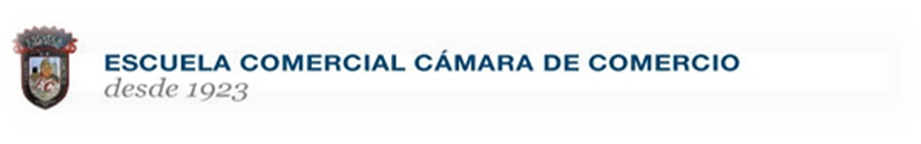 ESCUELA COMERCIAL CÁMARA DE COMERCIO
desde 1923